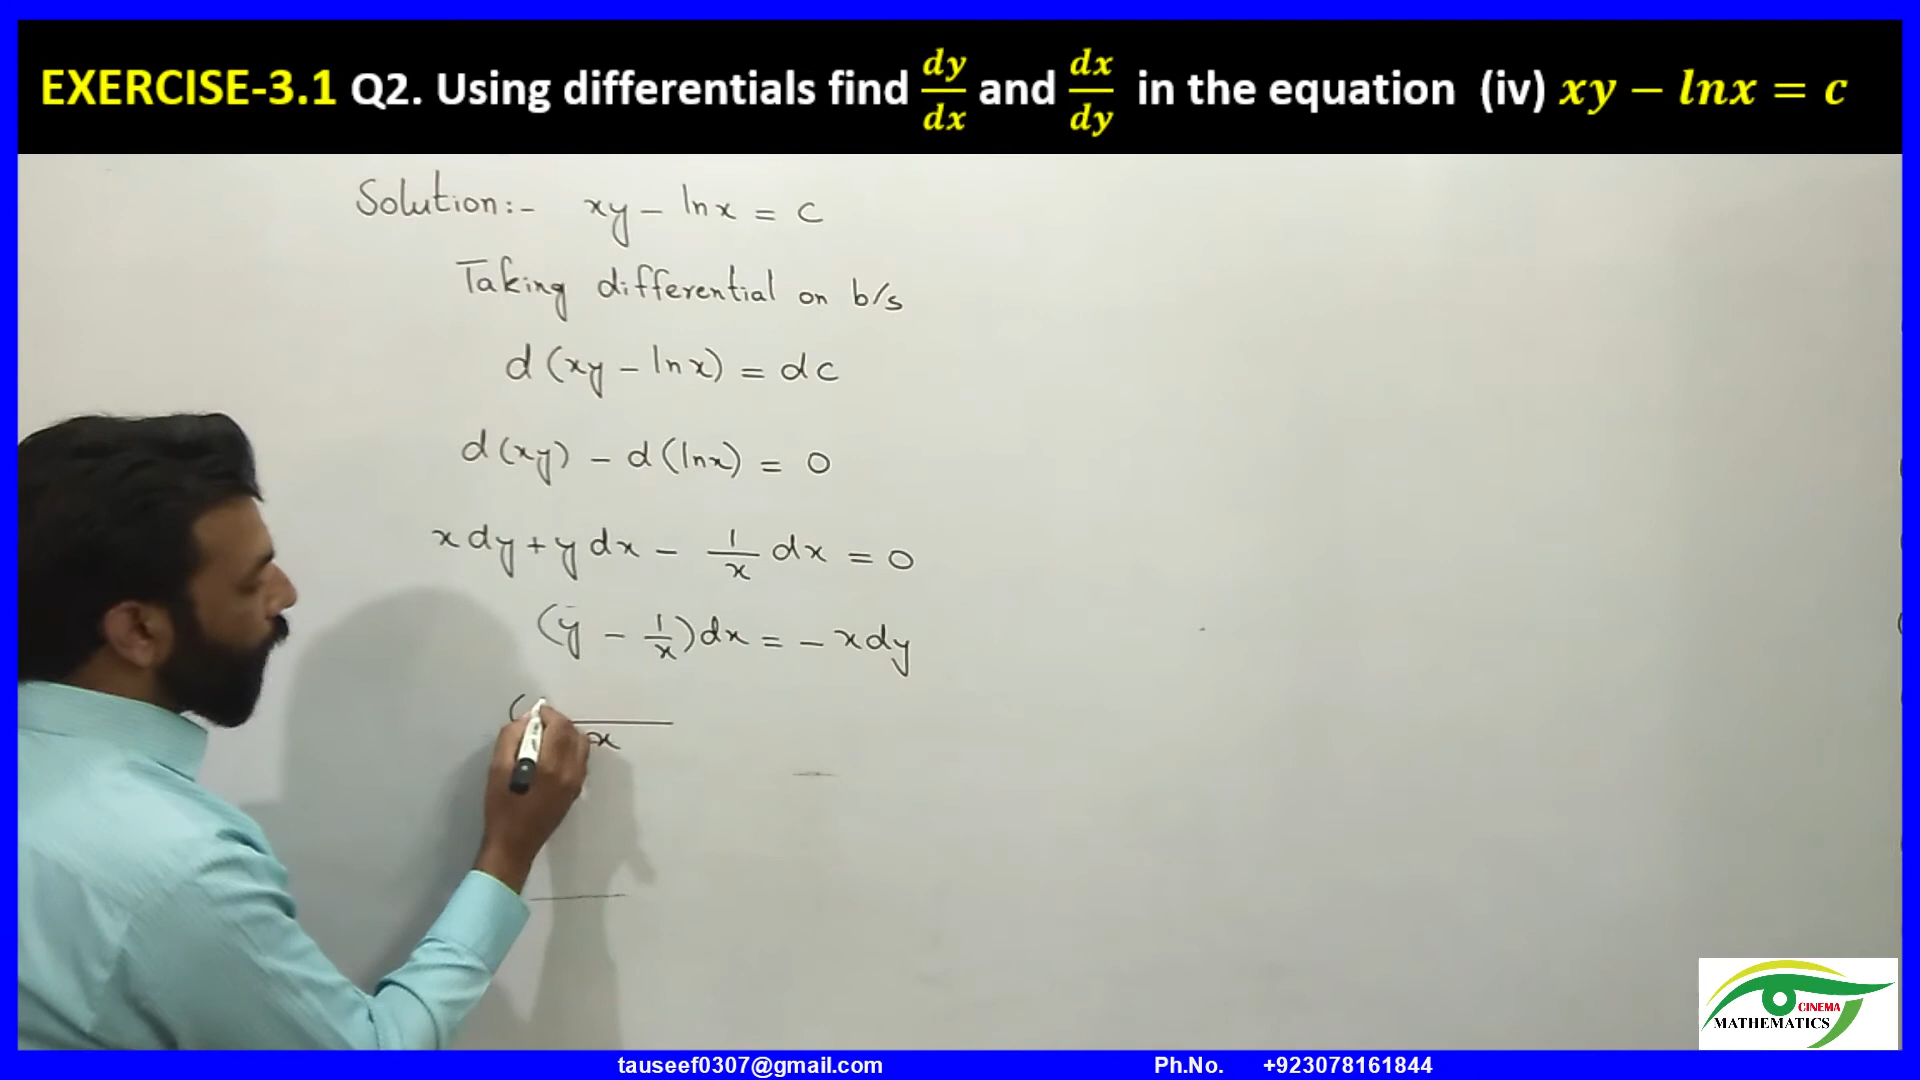 EXERCISE-3.1 Q2. Using differentials find dy/dx and dx/dy in the equation (iv) xy − lnx = c
Solution:- xy − lnx = c
Taking differential on b/s
d(xy − lnx) = dc
d(xy) − d(lnx) = 0
x dy + y dx − 1/x dx = 0
(y − 1/x)dx = − x dy
(
x
CINEMA
MATHEMATICS
tauseef0307@gmail.com Ph.No. +923078161844